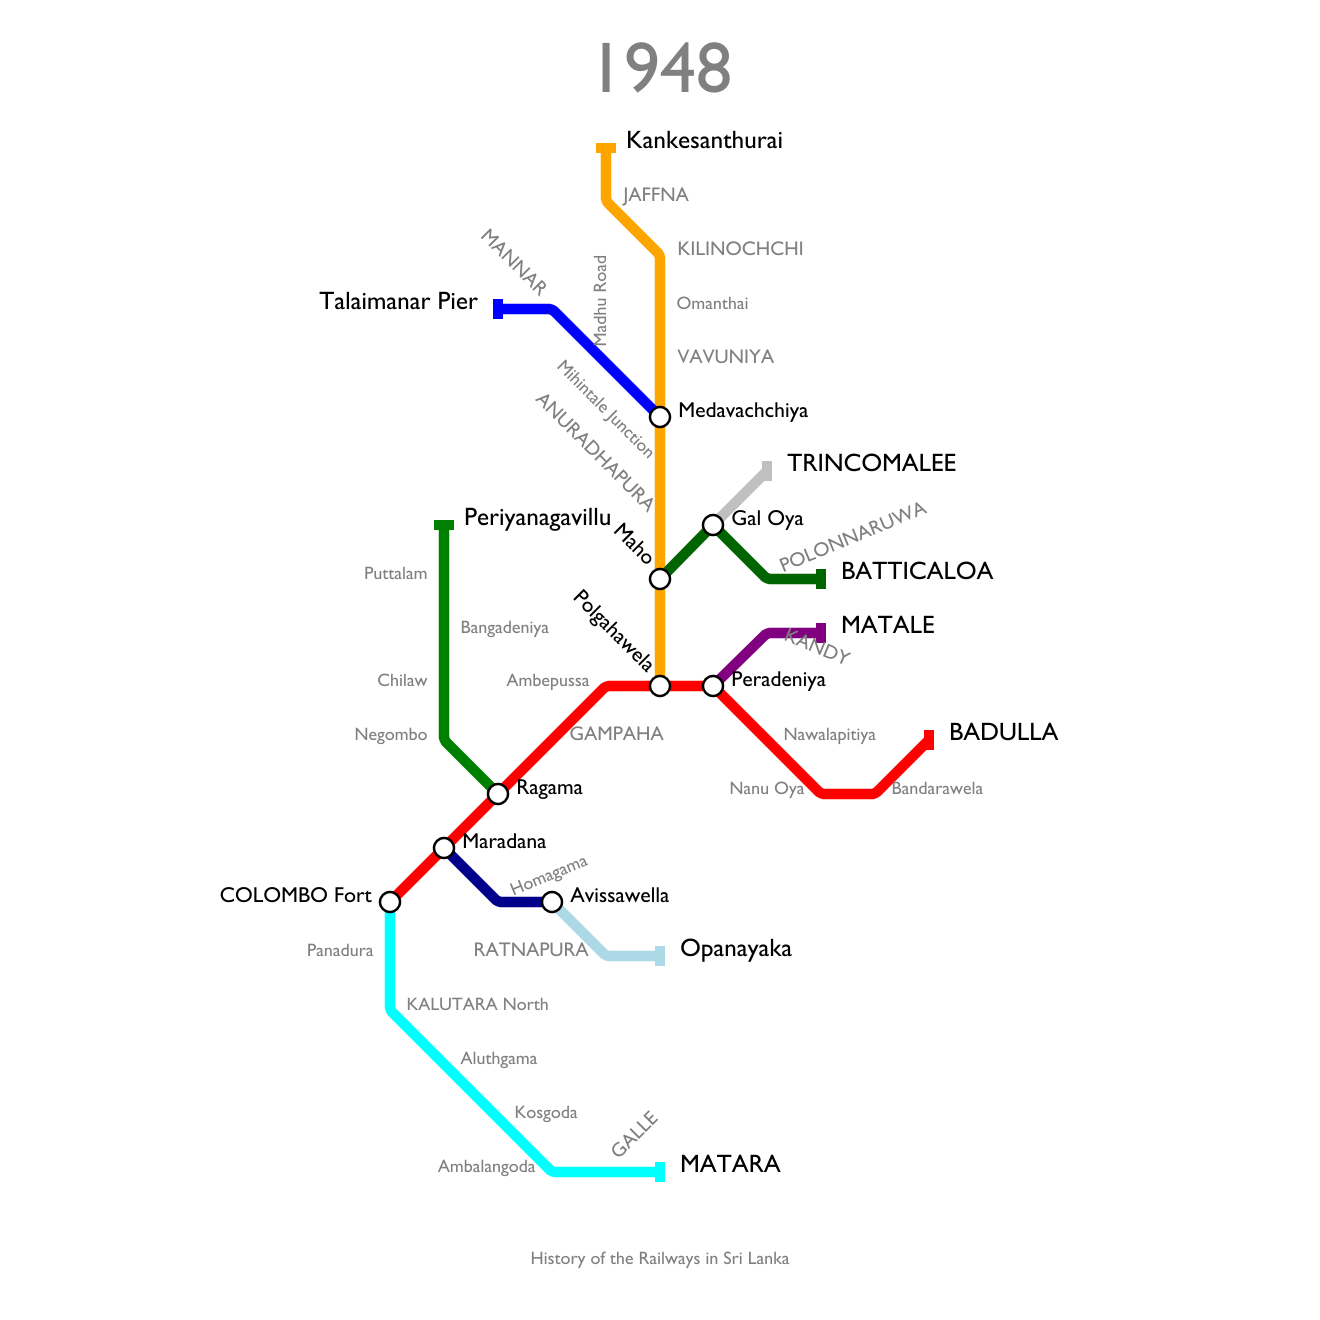 1948
Kankesanthurai
JAFFNA
MANNAR
KILINOCHCHI
Madhu Road
Talaimanar Pier
Omanthai
VAVUNIYA
Mihintale Junction
Medavachchiya
ANURADHAPURA
TRINCOMALEE
Periyanagavillu
Gal Oya
POLONNARUWA
Maho
Puttalam
BATTICALOA
Polgahawela
Bangadeniya
MATALE
KANDY
Chilaw
Ambepussa
Peradeniya
Negombo
GAMPAHA
Nawalapitiya
BADULLA
Ragama
Nanu Oya
Bandarawela
Maradana
Homagama
COLOMBO Fort
Avissawella
Panadura
RATNAPURA
Opanayaka
KALUTARA North
Aluthgama
Kosgoda
GALLE
Ambalangoda
MATARA
History of the Railways in Sri Lanka